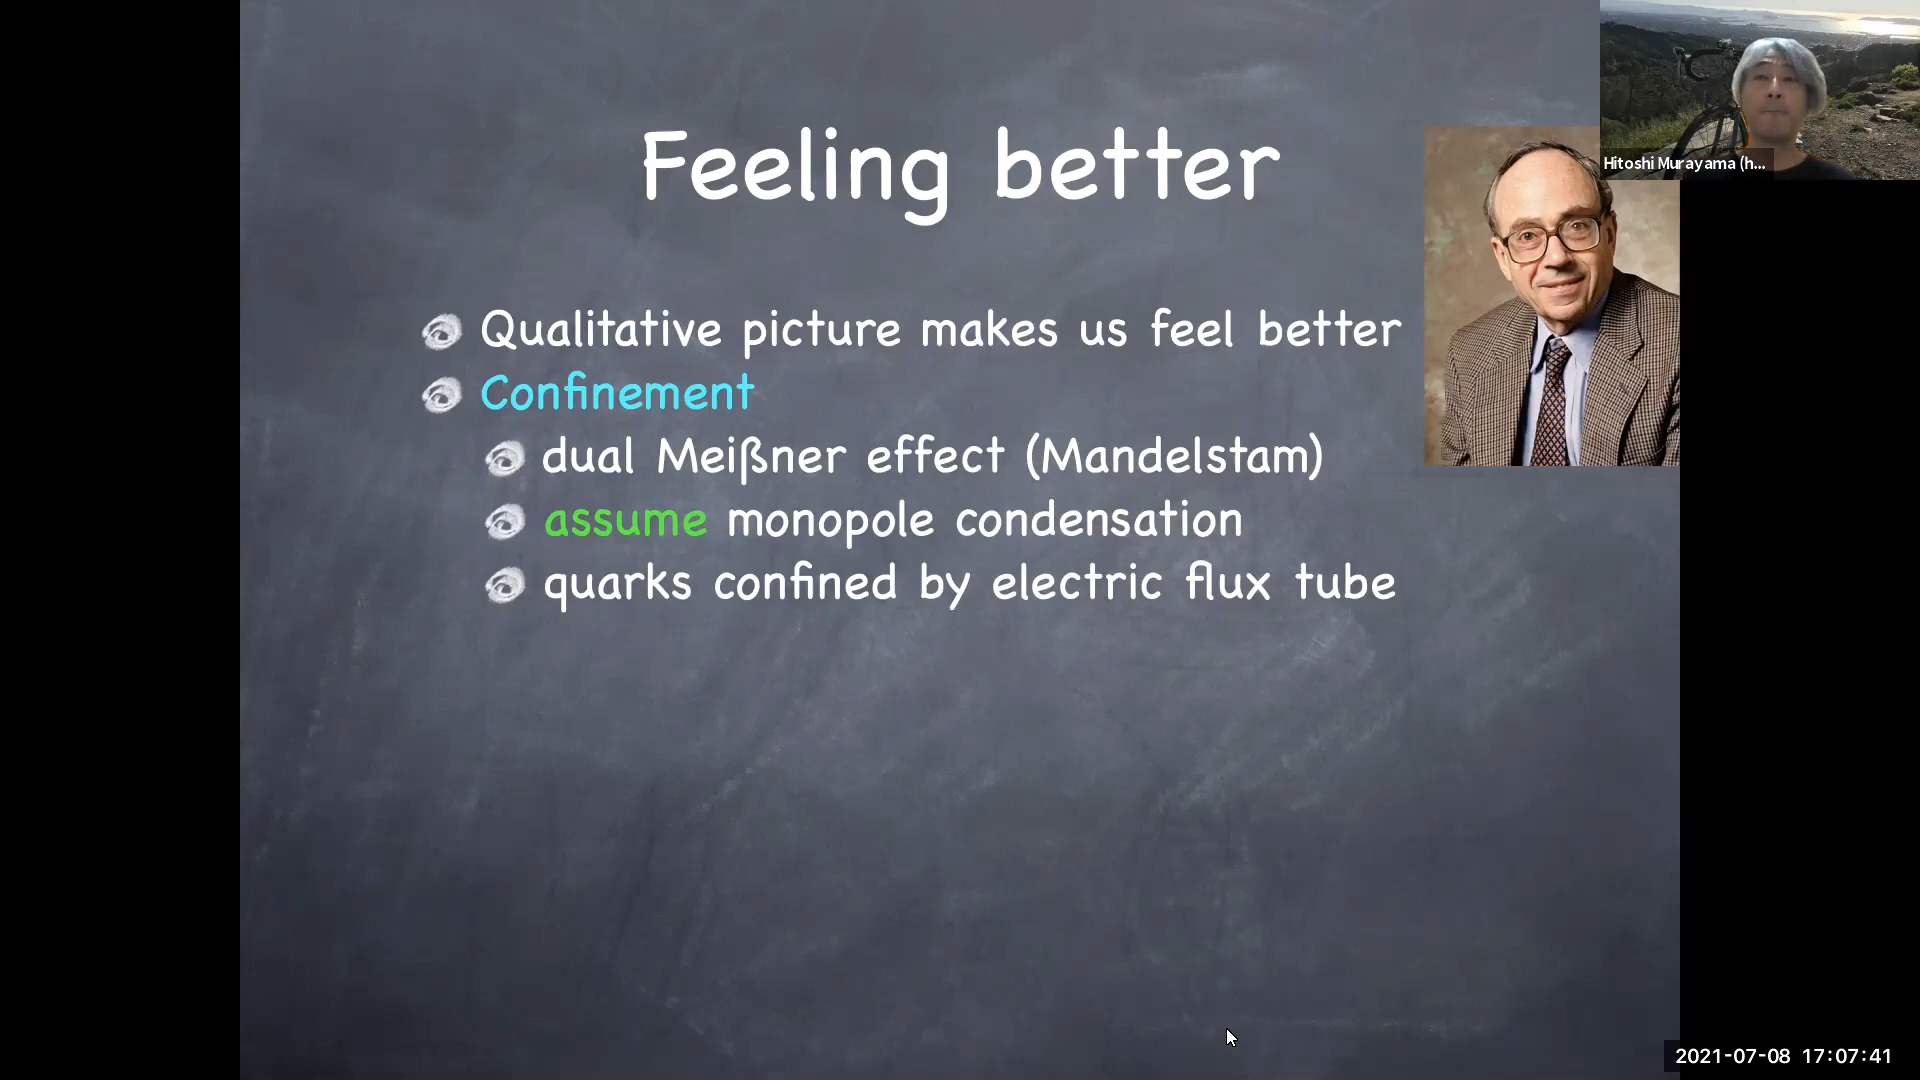 Feeling better
Hitoshi Murayama (h...
Qualitative picture makes us feel better
Confinement
dual Meißner effect (Mandelstam)
assume monopole condensation
quarks confined by electric flux tube
2021-07-08 17:07:41